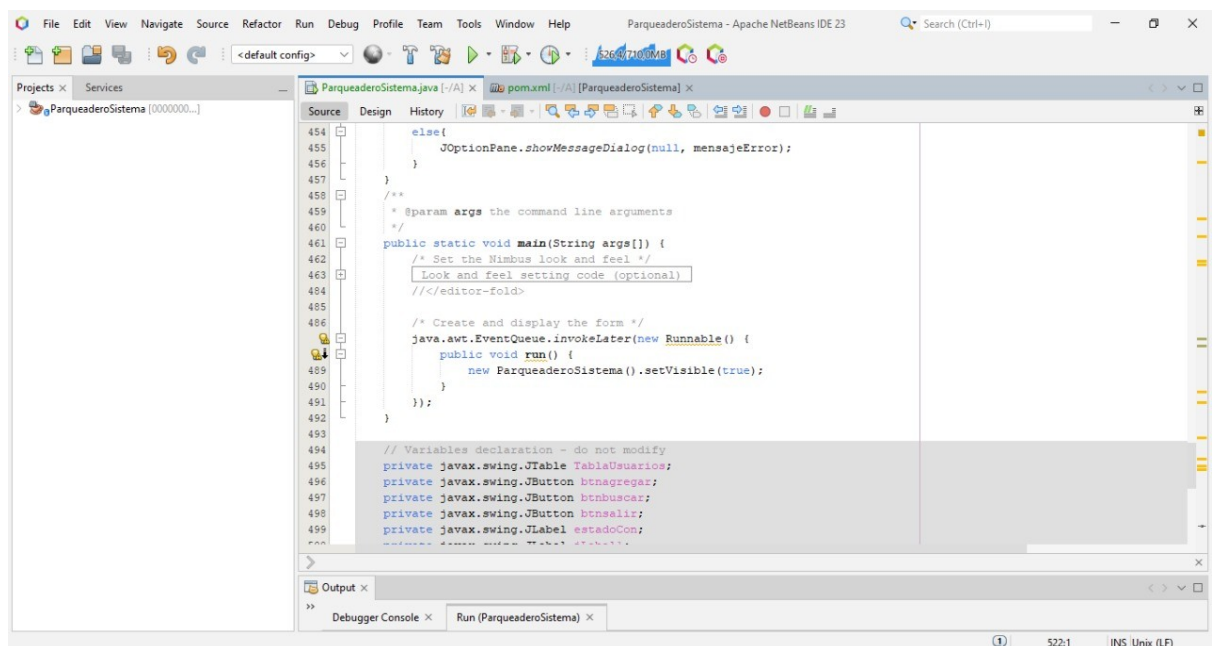 File Edit View Navigate Source Refactor Run Debug Profile Team Tools Window Help ParqueaderoSistema - Apache NetBeans IDE 23 Search (Ctrl+I)
<default config> 526,4/710,0MB
Projects × Services
ParqueaderoSistema.java [-/A] × pom.xml [-/A] [ParqueaderoSistema] ×
ParqueaderoSistema [0000000...]
Source Design History
454 else{
455 JOptionPane.showMessageDialog(null, mensajeError);
456 }
457 }
458 /**
459 * @param args the command line arguments
460 */
461 public static void main(String args[]) {
462 /* Set the Nimbus look and feel */
463 Look and feel setting code (optional)
484 //</editor-fold>
485
486 /* Create and display the form */
java.awt.EventQueue.invokeLater(new Runnable() {
public void run() {
489 new ParqueaderoSistema().setVisible(true);
490 }
491 });
492 }
493
494 // Variables declaration - do not modify
495 private javax.swing.JTable TablaUsuarios;
496 private javax.swing.JButton btnagregar;
497 private javax.swing.JButton btnbuscar;
498 private javax.swing.JButton btnsalir;
499 private javax.swing.JLabel estadoCon;
Output ×
Debugger Console × Run (ParqueaderoSistema) ×
1 522:1 INS Unix (LF)